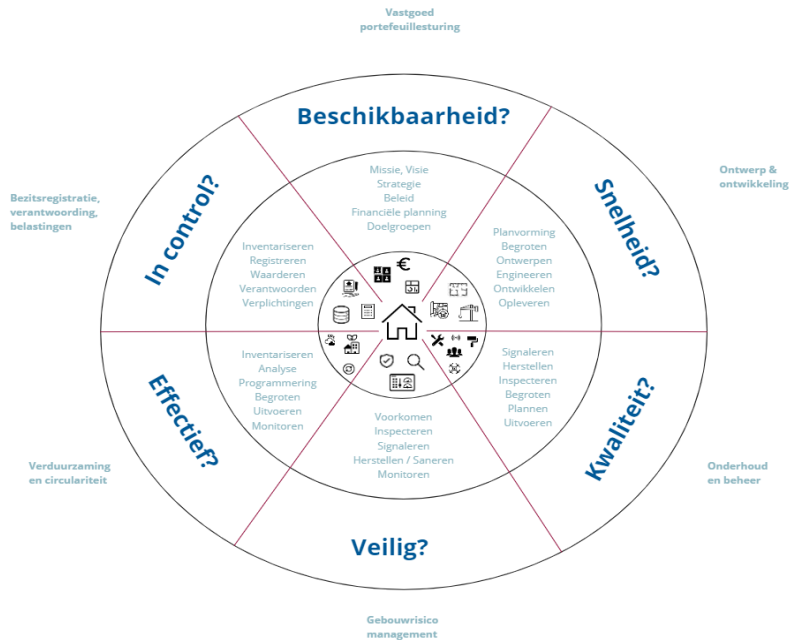 Vastgoed
portefeuillesturing
Beschikbaarheid?
Missie, Visie
Strategie
Beleid
Financiële planning
Doelgroepen
Ontwerp &
ontwikkeling
Snelheid?
Planvorming
Begroten
Ontwerpen
Engineeren
Ontwikkelen
Opleveren
Onderhoud
en beheer
Kwaliteit?
Signaleren
Herstellen
Inspecteren
Begroten
Plannen
Uitvoeren
Gebouwrisico
management
Veilig?
Voorkomen
Inspecteren
Signaleren
Herstellen / Saneren
Monitoren
Verduurzaming
en circulariteit
Effectief?
Inventariseren
Analyse
Programmering
Begroten
Uitvoeren
Monitoren
Bezitsregistratie,
verantwoording,
belastingen
In control?
Inventariseren
Registreren
Waarderen
Verantwoorden
Verplichtingen
€